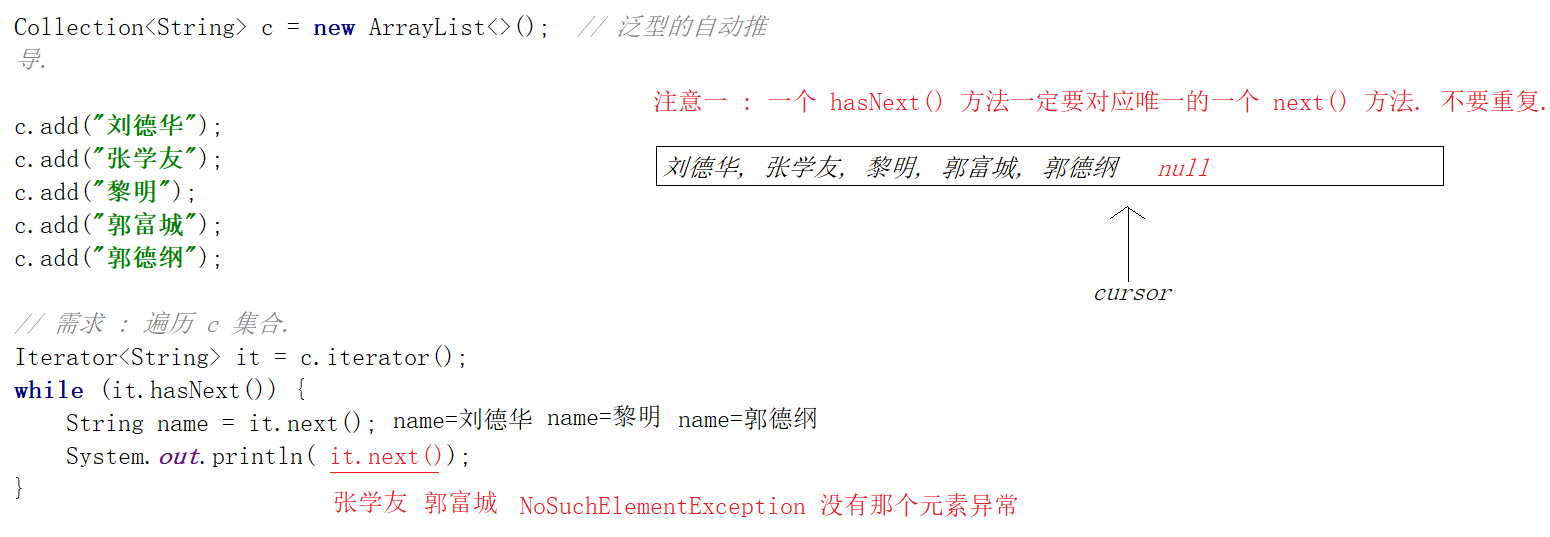 Collection<String> c = new ArrayList<>();  // 泛型的自动推
导.
注意一 : 一个 hasNext() 方法一定要对应唯一的一个 next() 方法. 不要重复.
c.add("刘德华");
c.add("张学友");
c.add("黎明");
c.add("郭富城");
c.add("郭德纲");
刘德华, 张学友, 黎明, 郭富城, 郭德纲 null
cursor
// 需求 : 遍历 c 集合.
Iterator<String> it = c.iterator();
while (it.hasNext()) {
String name = it.next(); name=刘德华 name=黎明 name=郭德纲
System.out.println( it.next());
}
张学友 郭富城 NoSuchElementException 没有那个元素异常